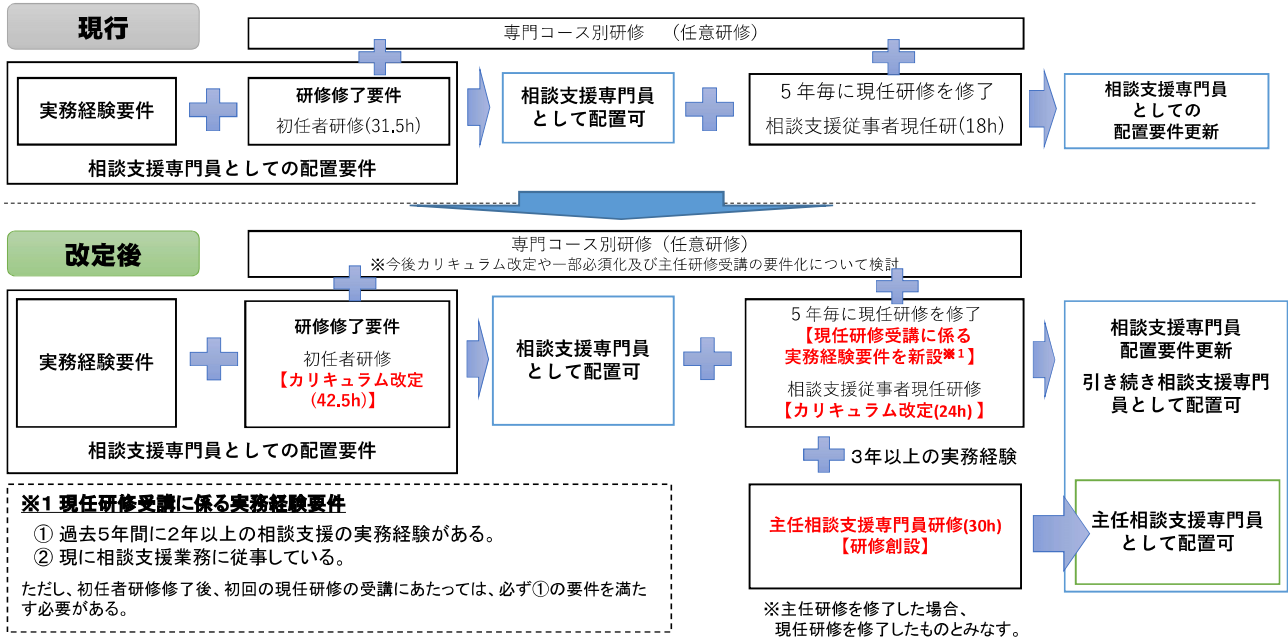 現行
専門コース別研修　（任意研修）
実務経験要件
研修修了要件
初任者研修(31.5h)
相談支援専門員としての配置要件
相談支援専門員
として配置可
５年毎に現任研修を修了
相談支援従事者現任研(18h)
相談支援専門員
としての
配置要件更新
改定後
専門コース別研修（任意研修）
※今後カリキュラム改定や一部必須化及び主任研修受講の要件化について検討
実務経験要件
研修修了要件
初任者研修
【カリキュラム改定
(42.5h)】
相談支援専門員としての配置要件
相談支援専門員
として配置可
５年毎に現任研修を修了
【現任研修受講に係る
実務経験要件を新設※１】
相談支援従事者現任研修
【カリキュラム改定(24h) 】
相談支援専門員
配置要件更新
引き続き相談支援専門
員として配置可
３年以上の実務経験
※１ 現任研修受講に係る実務経験要件
① 過去５年間に２年以上の相談支援の実務経験がある。
② 現に相談支援業務に従事している。
ただし、初任者研修修了後、初回の現任研修の受講にあたっては、必ず①の要件を満た
す必要がある。
主任相談支援専門員研修(30h)
【研修創設】
主任相談支援専門員
として配置可
※主任研修を修了した場合、
現任研修を修了したものとみなす。